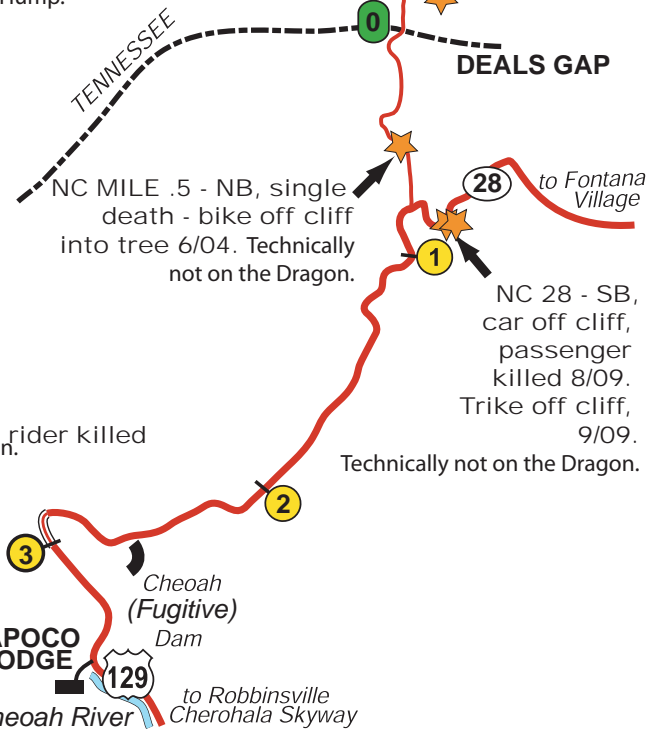 0
TENNESSEE
DEALS GAP
NC MILE .5 - NB, single
death - bike off cliff
into tree 6/04. Technically
not on the Dragon.
28
to Fontana
Village
1
NC 28 - SB,
car off cliff,
passenger
killed 8/09.
Trike off cliff,
9/09.
Technically not on the Dragon.
rider killed
n.
2
3
Cheoah
(Fugitive)
Dam
APOCO
ODGE
129
to Robbinsville
Cherohala Skyway
heoah River